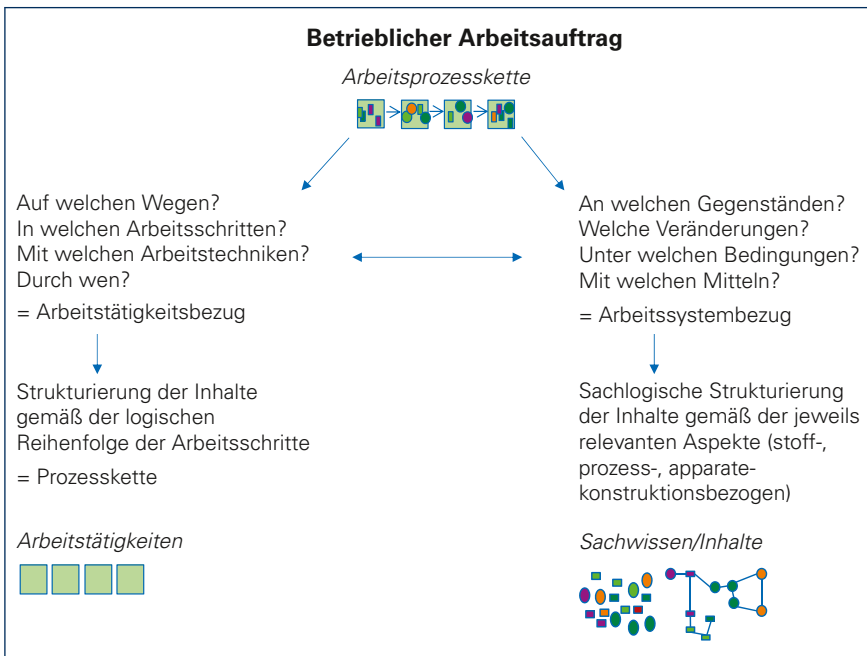 Betrieblicher Arbeitsauftrag
Arbeitsprozesskette
Auf welchen Wegen?
In welchen Arbeitsschritten?
Mit welchen Arbeitstechniken?
Durch wen?
= Arbeitstätigkeitsbezug
An welchen Gegenständen?
Welche Veränderungen?
Unter welchen Bedingungen?
Mit welchen Mitteln?
= Arbeitssystembezug
Strukturierung der Inhalte
gemäß der logischen
Reihenfolge der Arbeitsschritte
= Prozesskette
Sachlogische Strukturierung
der Inhalte gemäß der jeweils
relevanten Aspekte (stoff-,
prozess-, apparate-
konstruktionsbezogen)
Arbeitstätigkeiten
Sachwissen/Inhalte